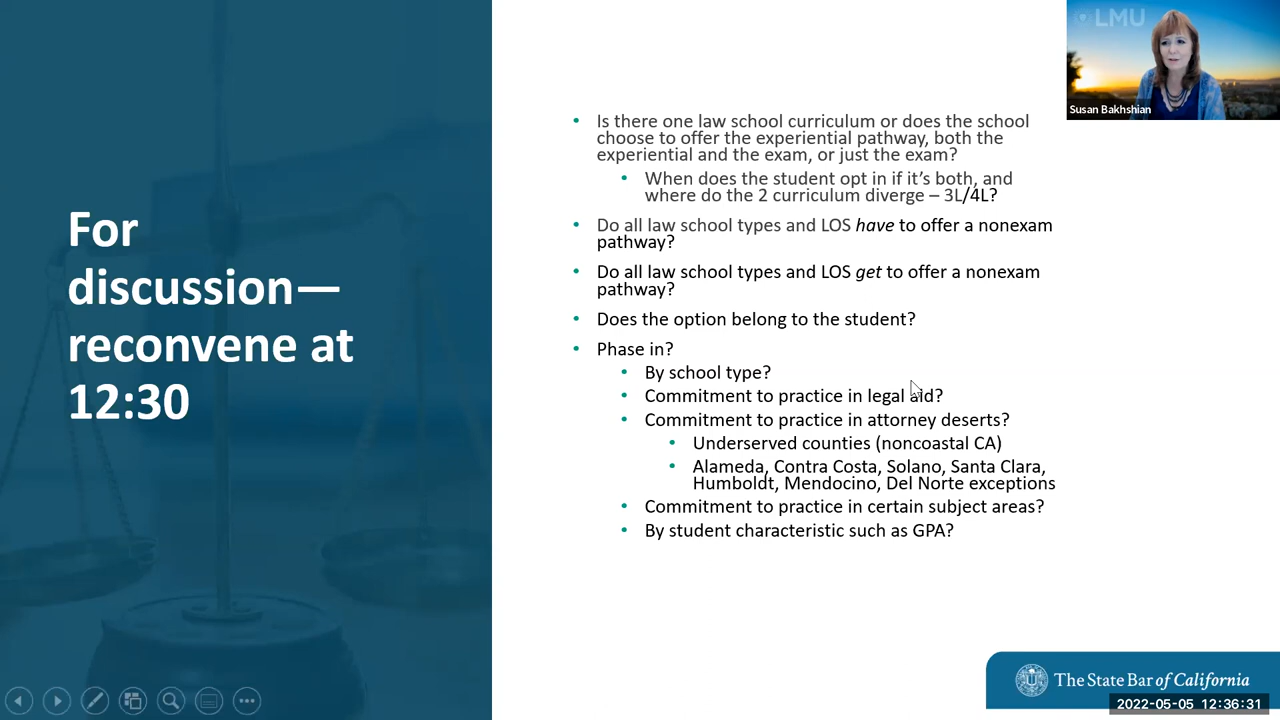 LMU
Susan Bakhshian
For
discussion—
reconvene at
12:30
• Is there one law school curriculum or does the school
choose to offer the experiential pathway, both the
experiential and the exam, or just the exam?
• When does the student opt in if it’s both, and
where do the 2 curriculum diverge – 3L/4L?
• Do all law school types and LOS have to offer a nonexam
pathway?
• Do all law school types and LOS get to offer a nonexam
pathway?
• Does the option belong to the student?
• Phase in?
• By school type?
• Commitment to practice in legal aid?
• Commitment to practice in attorney deserts?
• Underserved counties (noncoastal CA)
• Alameda, Contra Costa, Solano, Santa Clara,
Humboldt, Mendocino, Del Norte exceptions
• Commitment to practice in certain subject areas?
• By student characteristic such as GPA?
The State Bar of California
2022-05-05 12:36:31